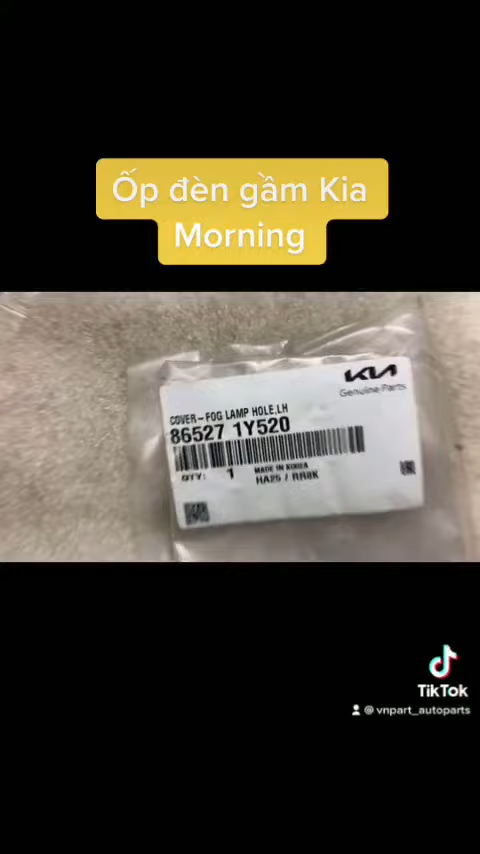 Ốp đèn gầm Kia
Morning
KIA
Genuine Parts
COVER-FOG LAMP HOLE,LH
86527 1Y520
QTY: 1
MADE IN KOREA
HA25 / RR8K
TikTok
@vnpart_autoparts